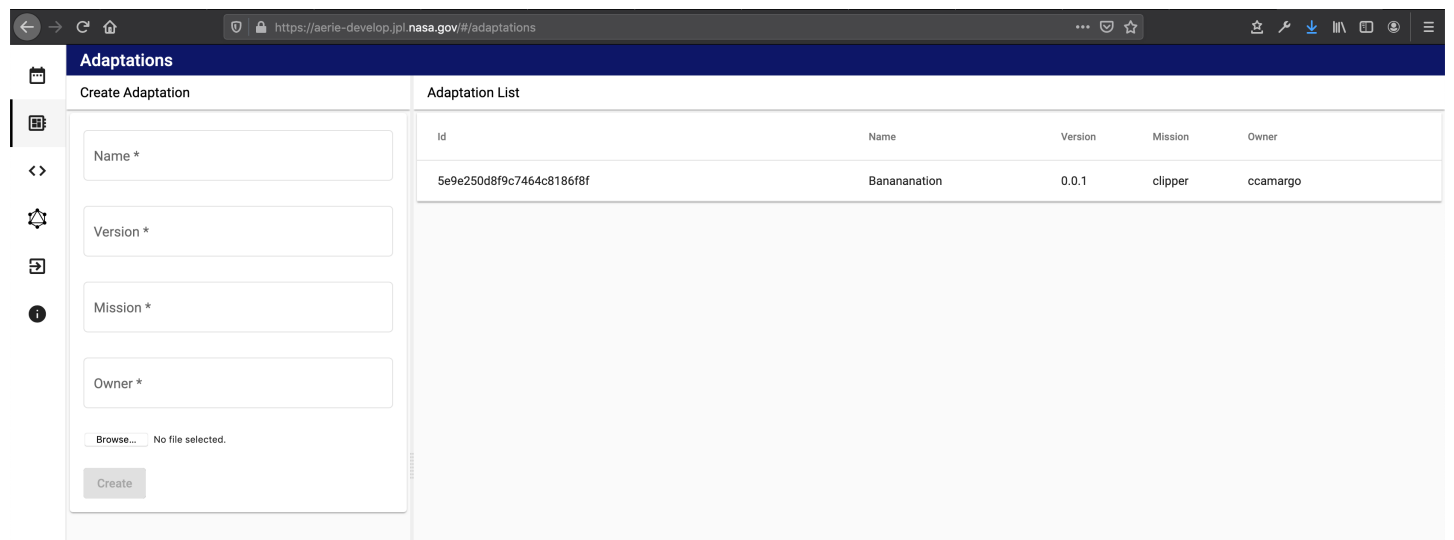 https://aerie-develop.jpl.nasa.gov/#/adaptations
Adaptations
Create Adaptation
Name *
Version *
Mission *
Owner *
Browse... No file selected.
Create
Adaptation List
Id Name Version Mission Owner
5e9e250d8f9c7464c8186f8f Banananation 0.0.1 clipper ccamargo